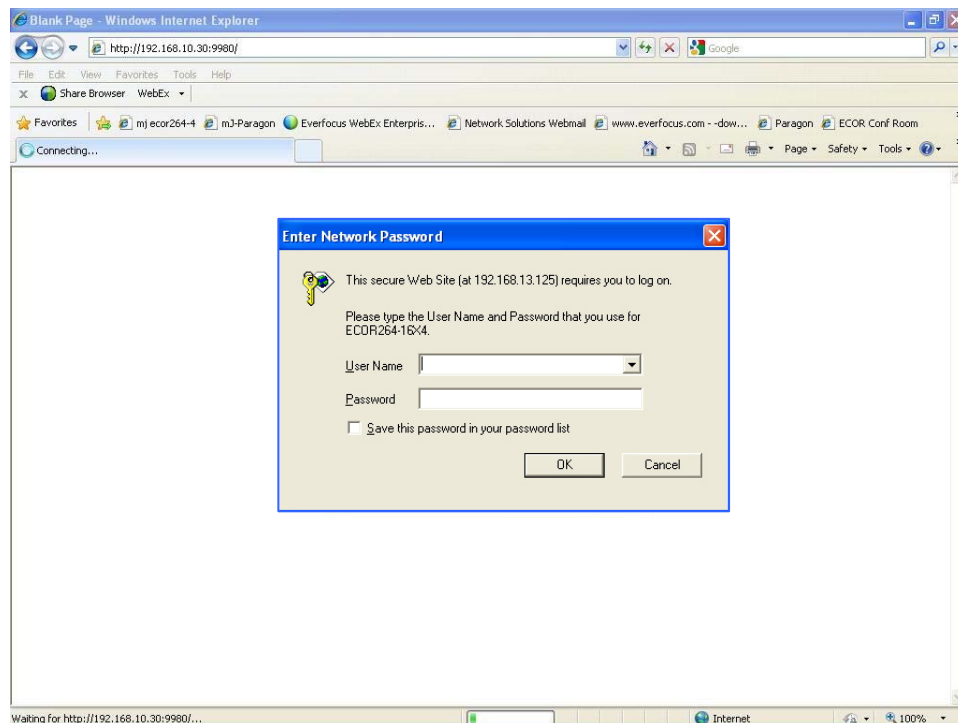 Blank Page - Windows Internet Explorer
http://192.168.10.30:9980/
Google
File Edit View Favorites Tools Help
x Share Browser WebEx
Favorites mj ecor264-4 mJ-Paragon Everfocus WebEx Enterpris... Network Solutions Webmail www.everfocus.com - -dow... Paragon ECOR Conf Room
Connecting...
Page Safety Tools
Enter Network Password
This secure Web Site (at 192.168.13.125) requires you to log on.
Please type the User Name and Password that you use for
ECOR264-16X4.
User Name
Password
Save this password in your password list
OK Cancel
Waiting for http://192.168.10.30:9980/... Internet 100%